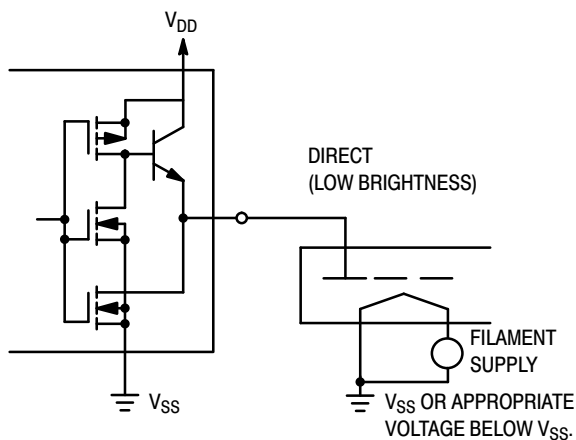 VDD
DIRECT
(LOW BRIGHTNESS)
FILAMENT
SUPPLY
VSS
VSS OR APPROPRIATE
VOLTAGE BELOW VSS.